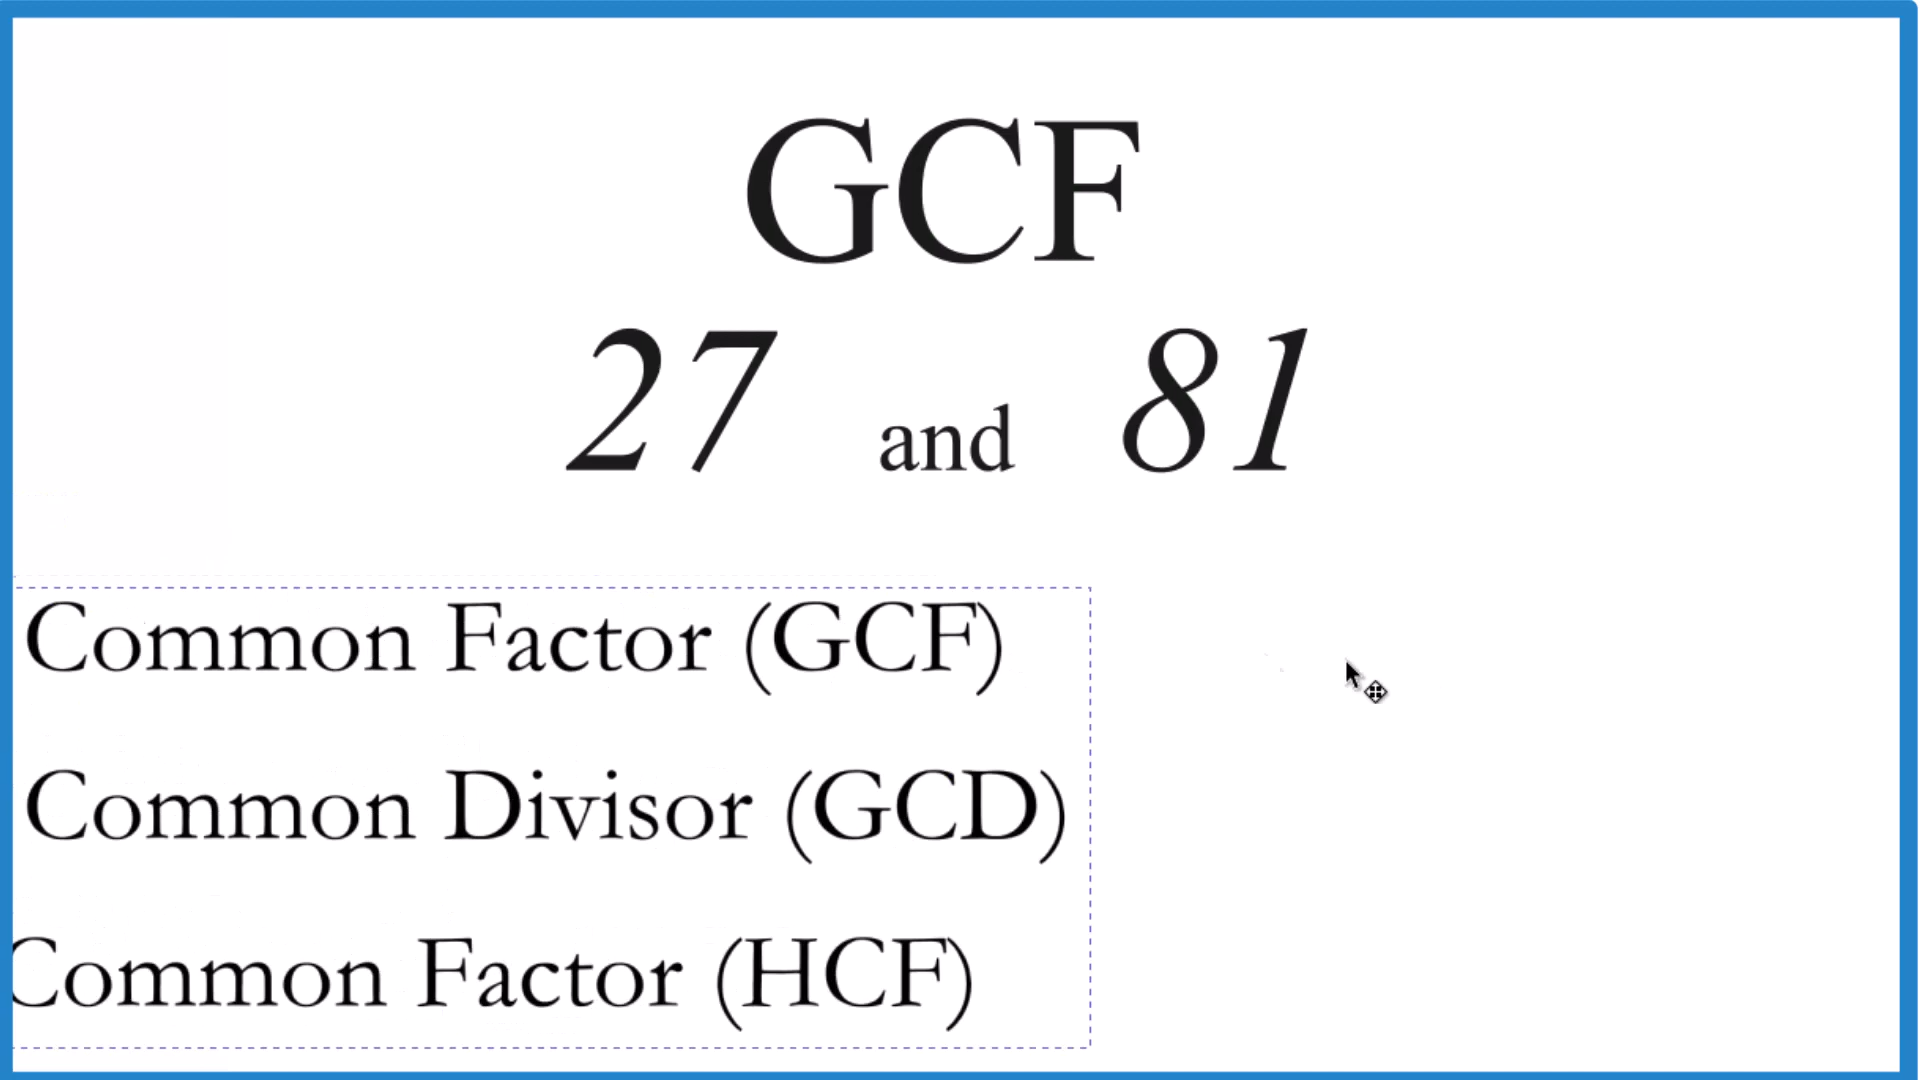 GCF
27 and 81
Common Factor (GCF)
Common Divisor (GCD)
Common Factor (HCF)